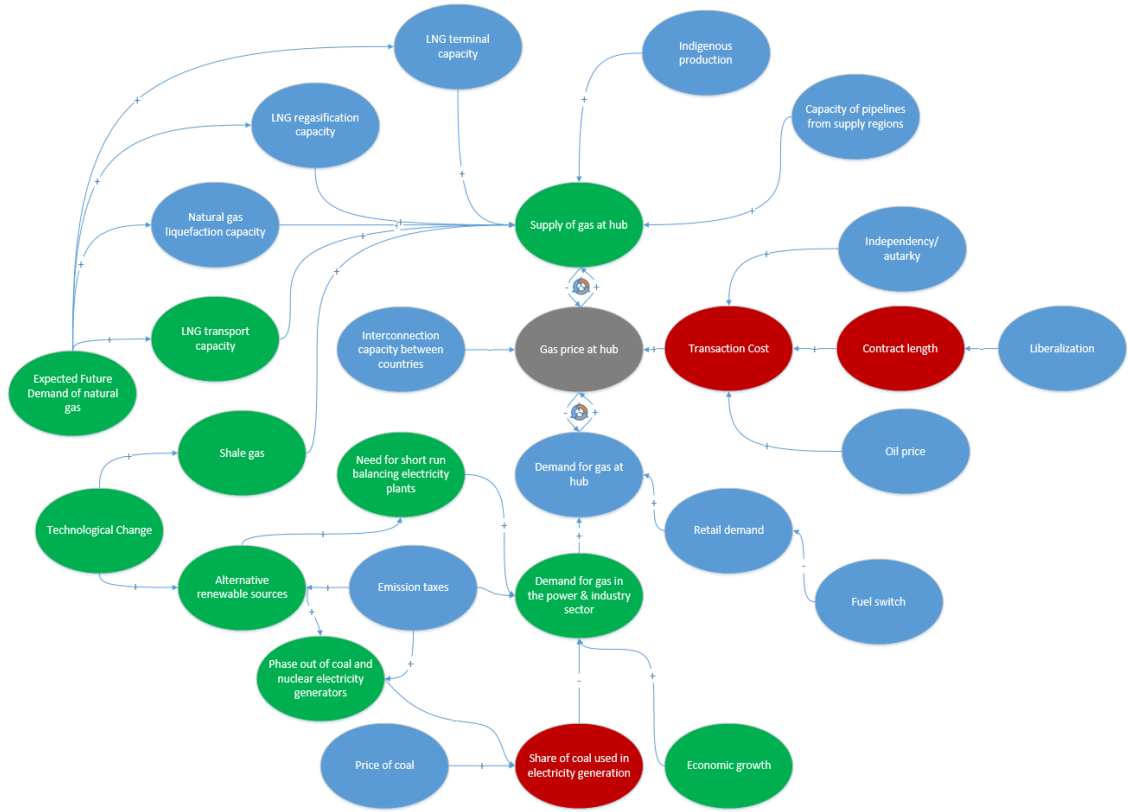 LNG terminal
capacity
Indigenous
production
LNG regasification
capacity
Capacity of pipelines
from supply regions
Natural gas
liquefaction capacity
Supply of gas at hub
Independency/
autarky
LNG transport
capacity
Interconnection
capacity between
countries
Gas price at hub
Transaction Cost
Contract length
Liberalization
Expected Future
Demand of natural
gas
Shale gas
Need for short run
balancing electricity
plants
Demand for gas at
hub
Oil price
Technological Change
Retail demand
Alternative
renewable sources
Emission taxes
Demand for gas in
the power & industry
sector
Fuel switch
Phase out of coal and
nuclear electricity
generators
Price of coal
Share of coal used in
electricity generation
Economic growth